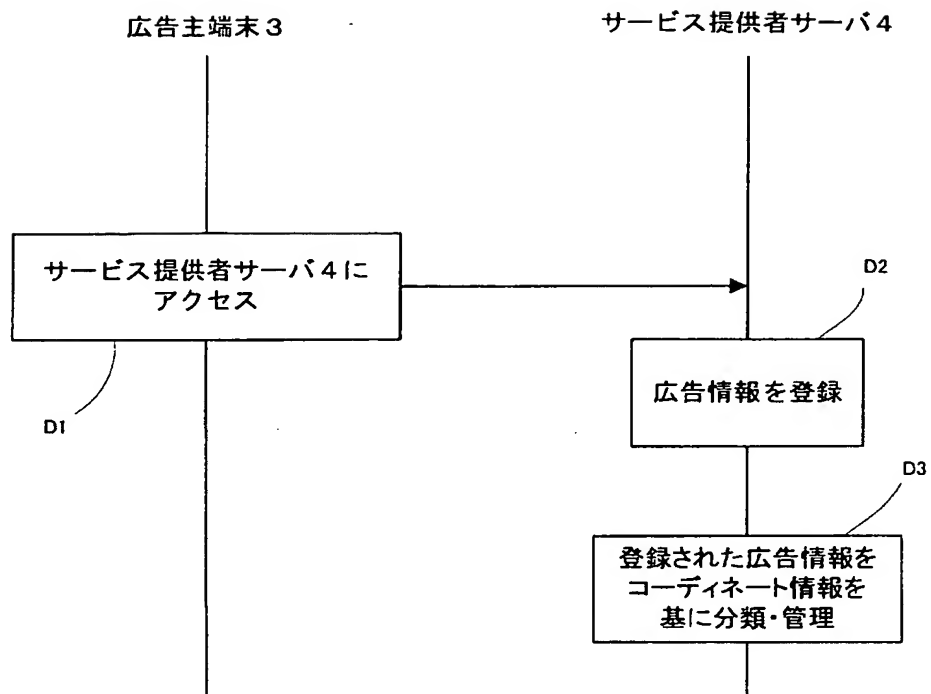 広告主端末3
サービス提供者サーバ4
サービス提供者サーバ4に
アクセス
D1
D2
広告情報を登録
D3
登録された広告情報を
コーディネート情報を
基に分類・管理